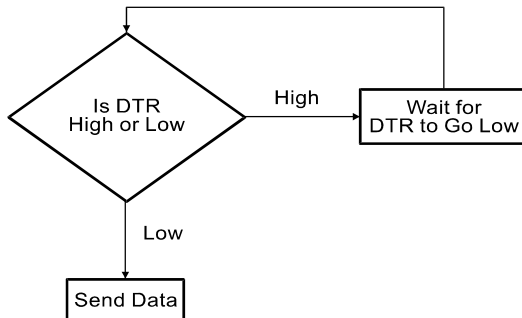 Is DTR
High or Low
High
Wait for
DTR to Go Low
Low
Send Data